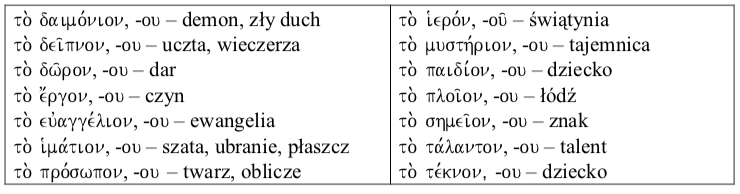 τὸ δαιμόνιον, -ου – demon, zły duch
τὸ δεῖπνον, -ου – uczta, wieczerza
τὸ δῶρον, -ου – dar
τὸ ἔργον, -ου – czyn
τὸ εὐαγγέλιον, -ου – ewangelia
τὸ ἱμάτιον, -ου – szata, ubranie, płaszcz
τὸ πρόσωπον, -ου – twarz, oblicze
τὸ ἱερόν, -οῦ – świątynia
τὸ μυστήριον, -ου – tajemnica
τὸ παιδίον, -ου – dziecko
τὸ πλοῖον, -ου – łódź
τὸ σημεῖον, -ου – znak
τὸ τάλαντον, -ου – talent
τὸ τέκνον, -ου – dziecko